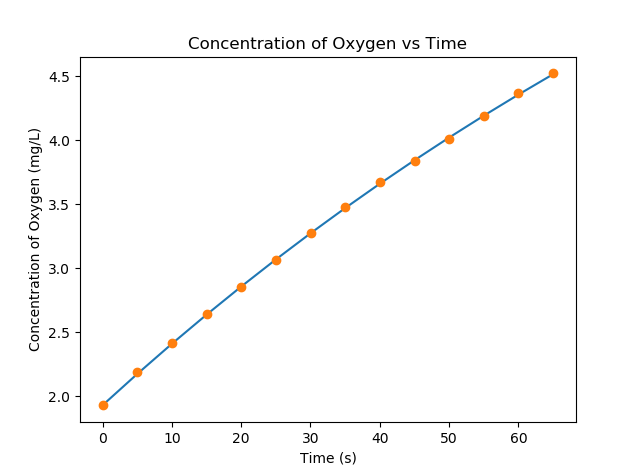 Concentration of Oxygen vs Time
Concentration of Oxygen (mg/L)
4.5
4.0
3.5
3.0
2.5
2.0
0 10 20 30 40 50 60
Time (s)